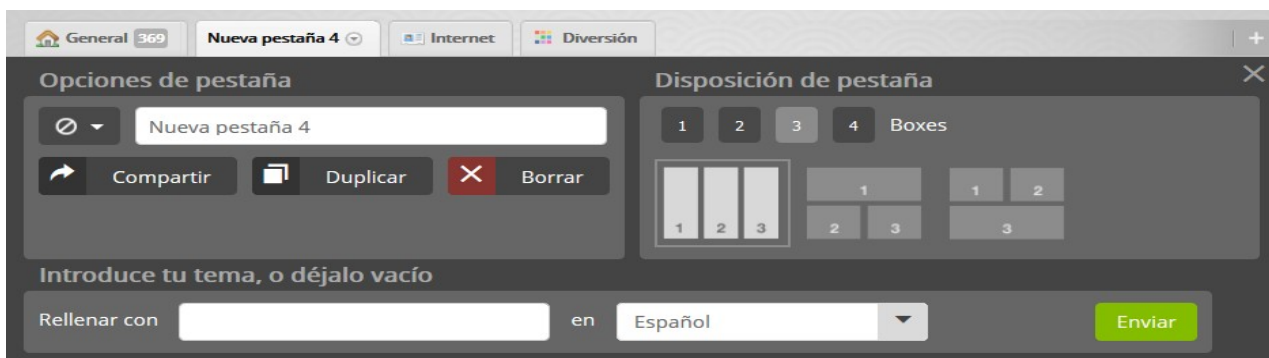 General 369 Nueva pestaña 4 Internet Diversión +
Opciones de pestaña
Nueva pestaña 4
Compartir Duplicar Borrar
Disposición de pestaña
1 2 3 4 Boxes
1 2 3
1
2 3
1 2
3
Introduce tu tema, o déjalo vacío
Rellenar con en Español Enviar